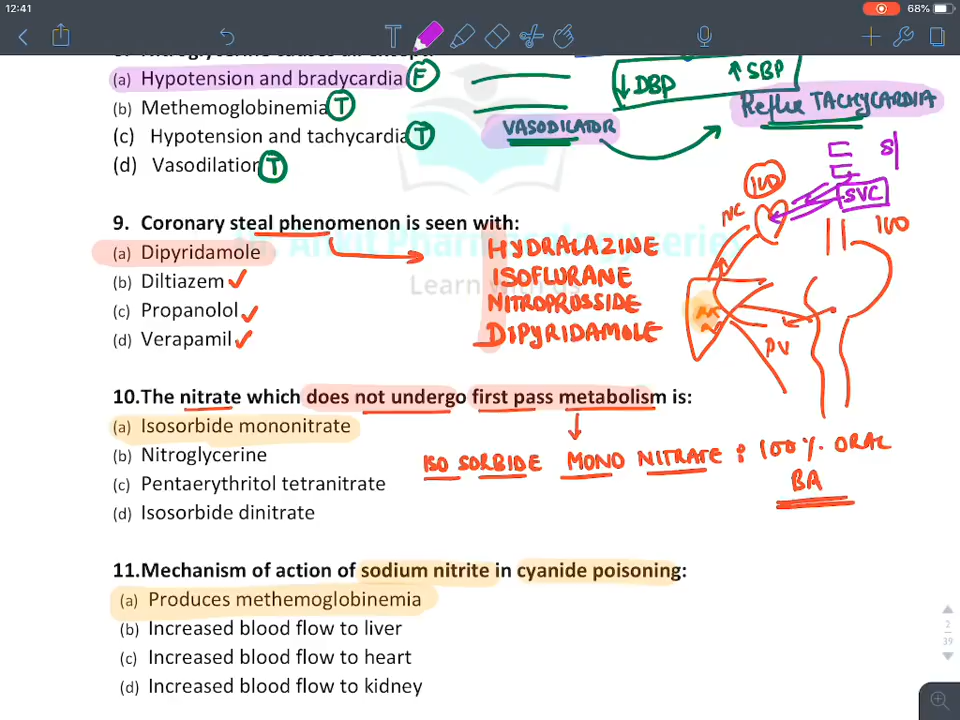 12:41
68%
(a) Hypotension and bradycardia F
↓DBP
↑SBP
(b) Methemoglobinemia T
Reflex TACHYCARDIA
(c) Hypotension and tachycardia T
VASODILATOR
(d) Vasodilation T
IVC
SVC
9. Coronary steal phenomenon is seen with:
(a) Dipyridamole
HYDRALAZINE
(b) Diltiazem
ISOFLURANE
Learn with us
(c) Propanolol
NITROPRUSSIDE
(d) Verapamil
DIPYRIDAMOLE
PV
10.The nitrate which does not undergo first pass metabolism is:
(a) Isosorbide mononitrate
(b) Nitroglycerine
ISO SORBIDE MONO NITRATE : 100% ORAL
BA
(c) Pentaerythritol tetranitrate
(d) Isosorbide dinitrate
11.Mechanism of action of sodium nitrite in cyanide poisoning:
(a) Produces methemoglobinemia
(b) Increased blood flow to liver
(c) Increased blood flow to heart
(d) Increased blood flow to kidney
2
39